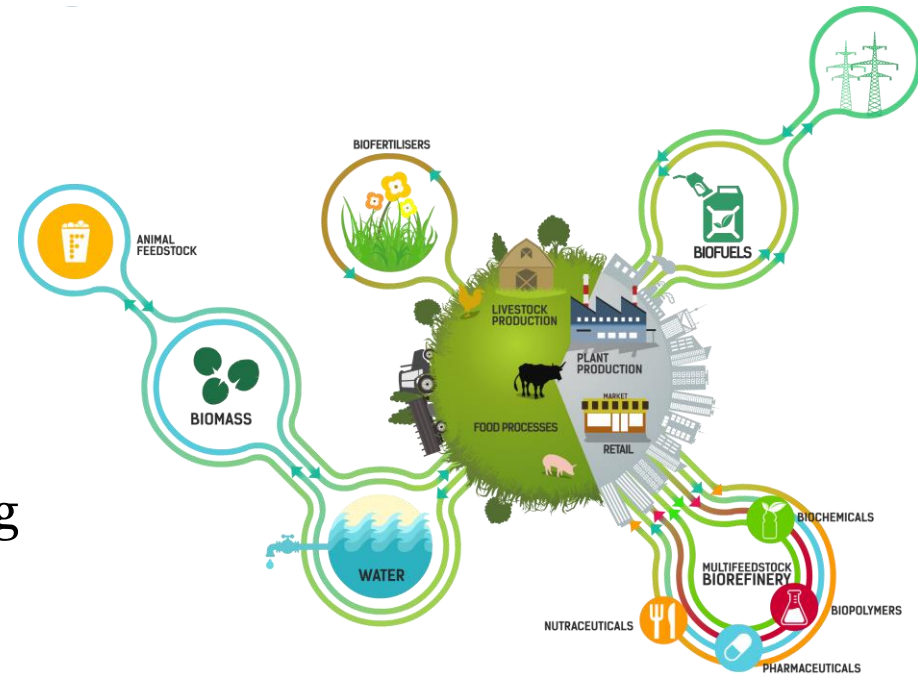 BIOFERTILISERS
ANIMAL
FEEDSTOCK
BIOFUELS
LIVESTOCK
PRODUCTION
PLANT
PRODUCTION
BIOMASS
MARKET
FOOD PROCESSES
RETAIL
g
WATER
BIOCHEMICALS
MULTIFEEDSTOCK
BIOREFINERY
BIOPOLYMERS
NUTRACEUTICALS
PHARMACEUTICALS